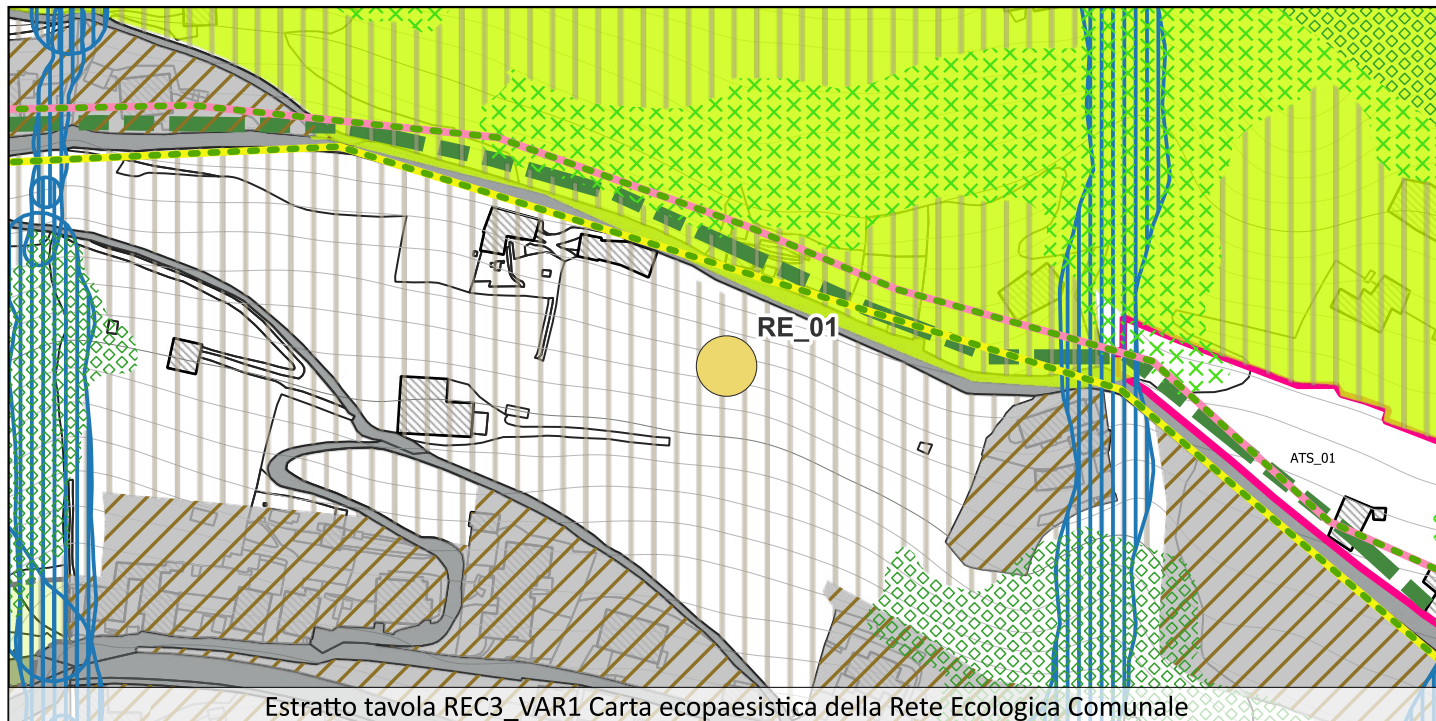 RE_01
ATS_01
Estratto tavola REC3_VAR1 Carta ecopaesistica della Rete Ecologica Comunale